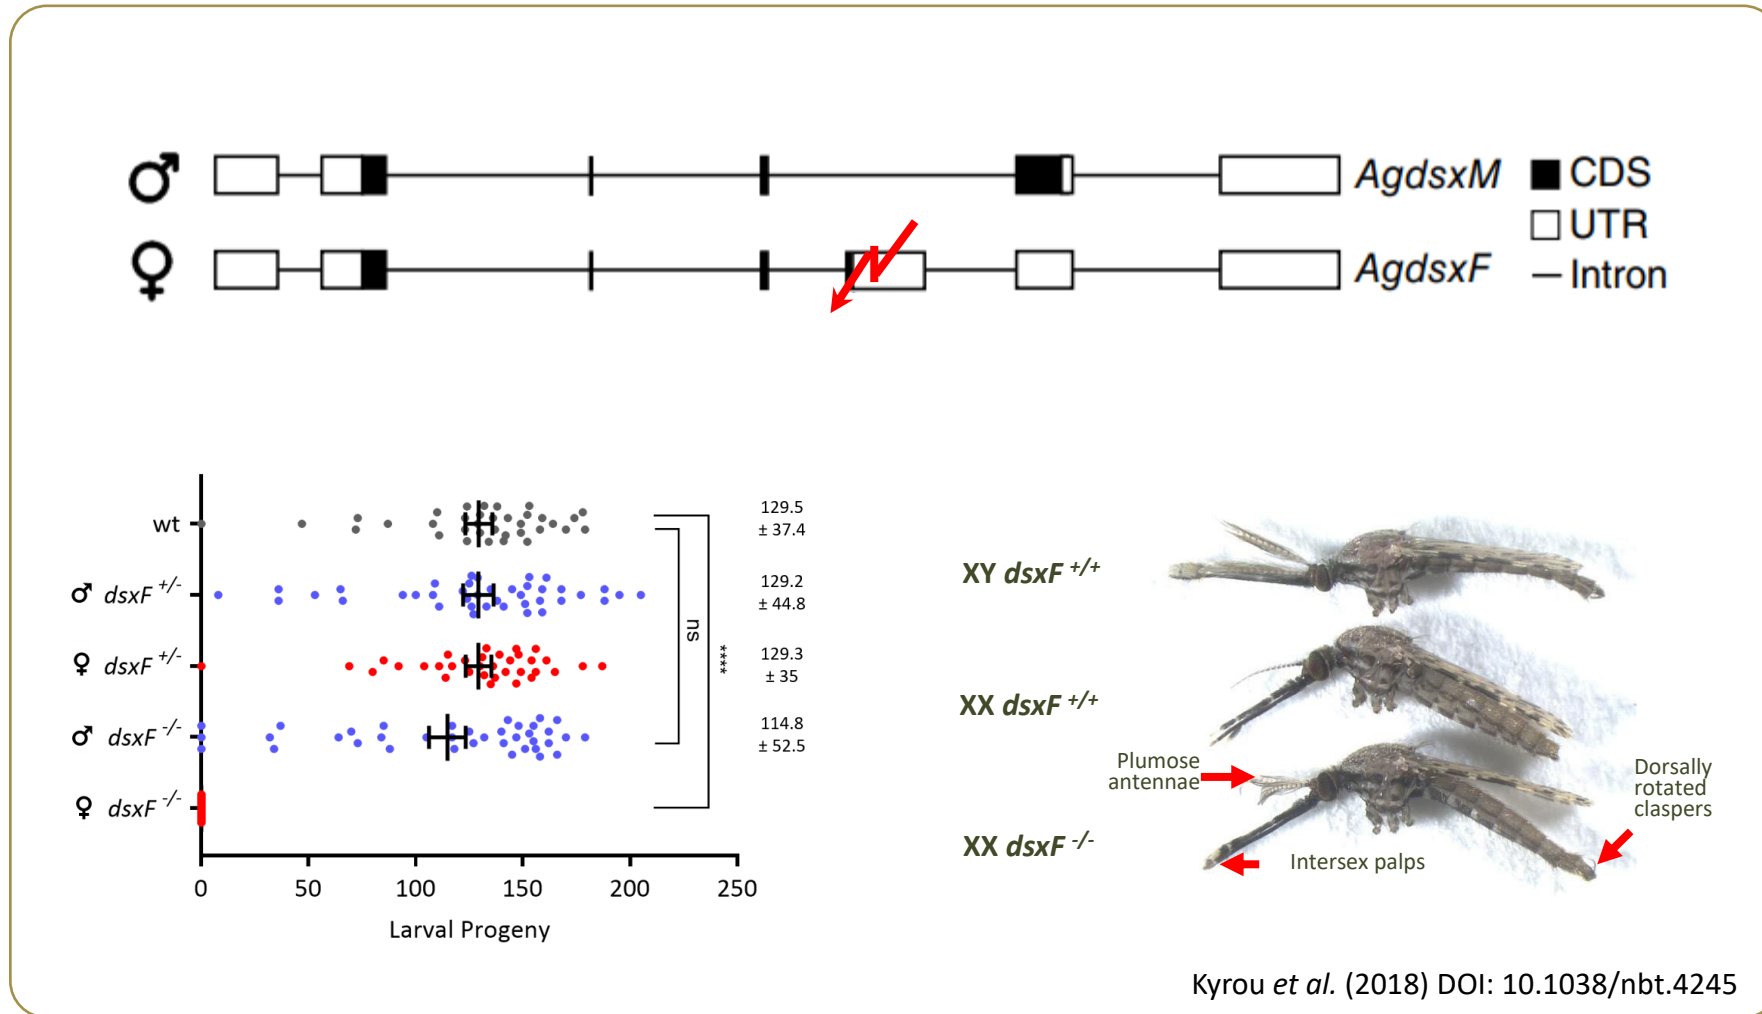 ♂ AgdsxM
♀ AgdsxF
CDS
UTR
Intron
wt
♂ dsxF +/-
♀ dsxF +/-
♂ dsxF -/-
♀ dsxF -/-
129.5
± 37.4
129.2
± 44.8
129.3
± 35
114.8
± 52.5
ns
****
0 50 100 150 200 250
Larval Progeny
XY dsxF +/+
XX dsxF +/+
XX dsxF -/-
Plumose
antennae
Dorsally
rotated
claspers
Intersex palps
Kyrou et al. (2018) DOI: 10.1038/nbt.4245